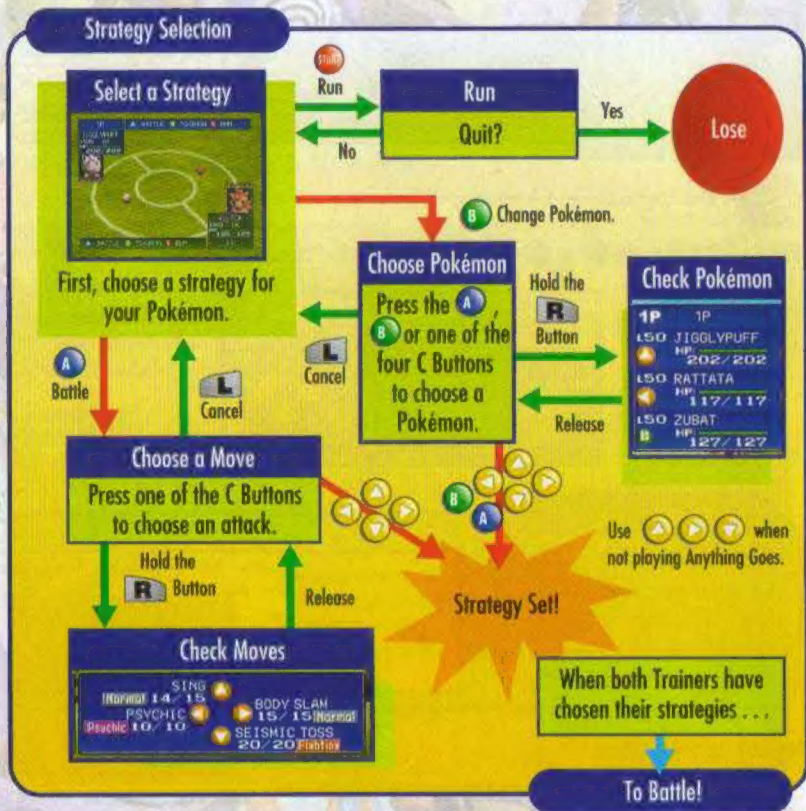 Strategy Selection
Select a Strategy
First, choose a strategy for
your Pokémon.
START
Run
Run
Quit?
No
Yes
Lose
B Change Pokémon.
Choose Pokémon
Press the A,
B or one of the
four C Buttons
to choose a
Pokémon.
L
Cancel
Hold the
R
Button
Release
Check Pokémon
1P 1P
L50 JIGGLYPUFF
HP:
202/202
L50 RATTATA
HP:
117/117
L50 ZUBAT
B HP:
127/127
Use when
not playing Anything Goes.
A
Battle
L
Cancel
Choose a Move
Press one of the C Buttons
to choose an attack.
Hold the
R Button
Release
B
A
Strategy Set!
Check Moves
SING
Normal 14/15
BODY SLAM
15/15 Normal
PSYCHIC
Psychic 10/10
SEISMIC TOSS
20/20 Fighting
When both Trainers have
chosen their strategies . . .
To Battle!